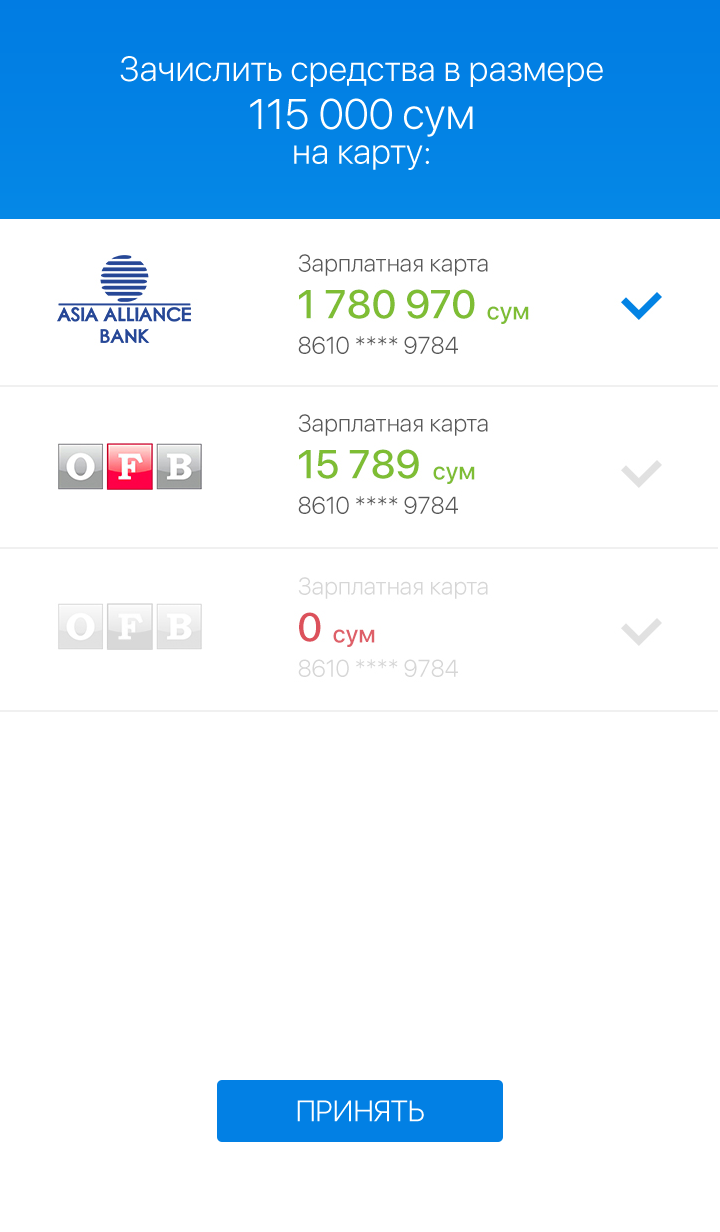 Зачислить средства в размере
115 000 сум
на карту:
ASIA ALLIANCE
BANK
Зарплатная карта
1 780 970 сум
8610 **** 9784
OFB
Зарплатная карта
15 789 сум
8610 **** 9784
OFB
Зарплатная карта
0 сум
8610 **** 9784
ПРИНЯТЬ